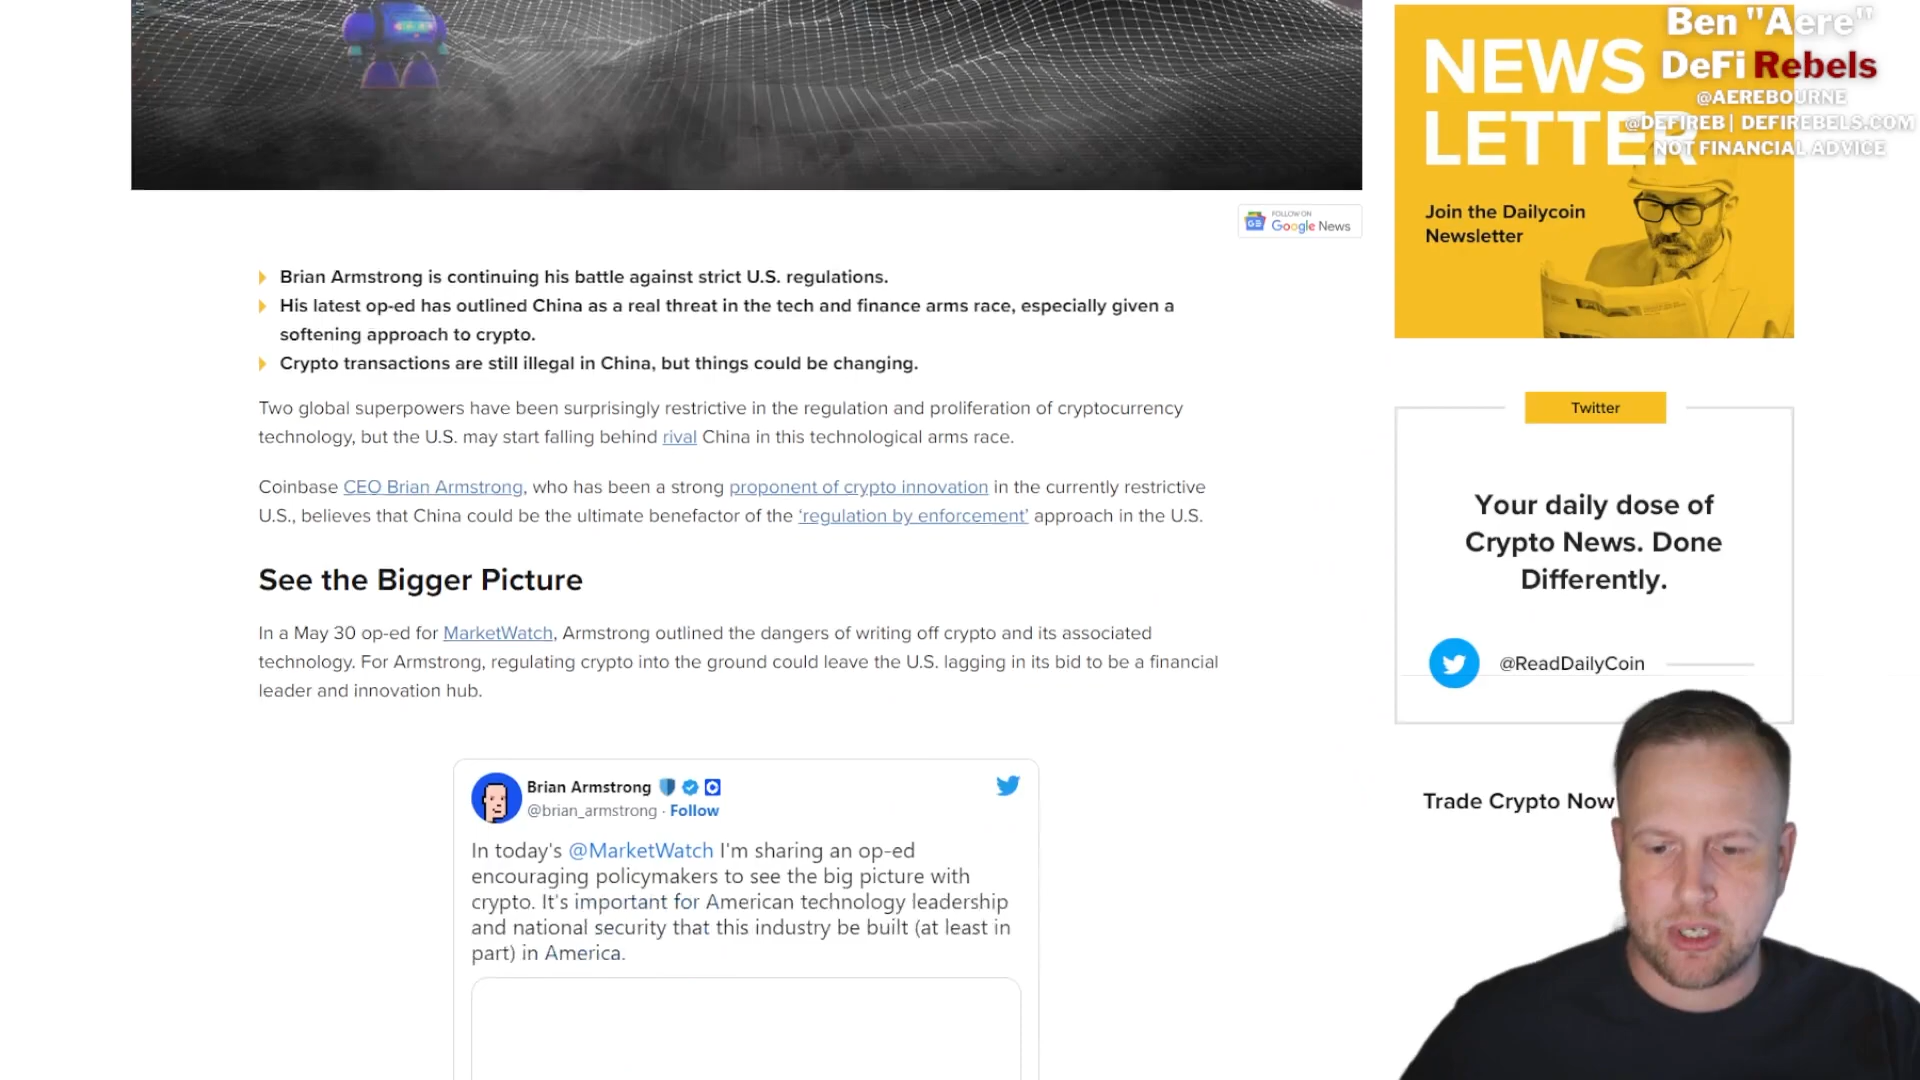 Ben "Aere"
DeFi Rebels
@AEREBOURNE
@DEFIREB | DEFIREBELS.COM
NOT FINANCIAL ADVICE
NEWS
LETTER
Join the Dailycoin
Newsletter
FOLLOW ON
Google News
Brian Armstrong is continuing his battle against strict U.S. regulations.
His latest op-ed has outlined China as a real threat in the tech and finance arms race, especially given a
softening approach to crypto.
Crypto transactions are still illegal in China, but things could be changing.
Two global superpowers have been surprisingly restrictive in the regulation and proliferation of cryptocurrency
technology, but the U.S. may start falling behind rival China in this technological arms race.
Coinbase CEO Brian Armstrong, who has been a strong proponent of crypto innovation in the currently restrictive
U.S., believes that China could be the ultimate benefactor of the ‘regulation by enforcement’ approach in the U.S.
See the Bigger Picture
In a May 30 op-ed for MarketWatch, Armstrong outlined the dangers of writing off crypto and its associated
technology. For Armstrong, regulating crypto into the ground could leave the U.S. lagging in its bid to be a financial
leader and innovation hub.
Brian Armstrong
@brian_armstrong · Follow
In today's @MarketWatch I'm sharing an op-ed
encouraging policymakers to see the big picture with
crypto. It's important for American technology leadership
and national security that this industry be built (at least in
part) in America.
Twitter
Your daily dose of
Crypto News. Done
Differently.
@ReadDailyCoin
Trade Crypto Now